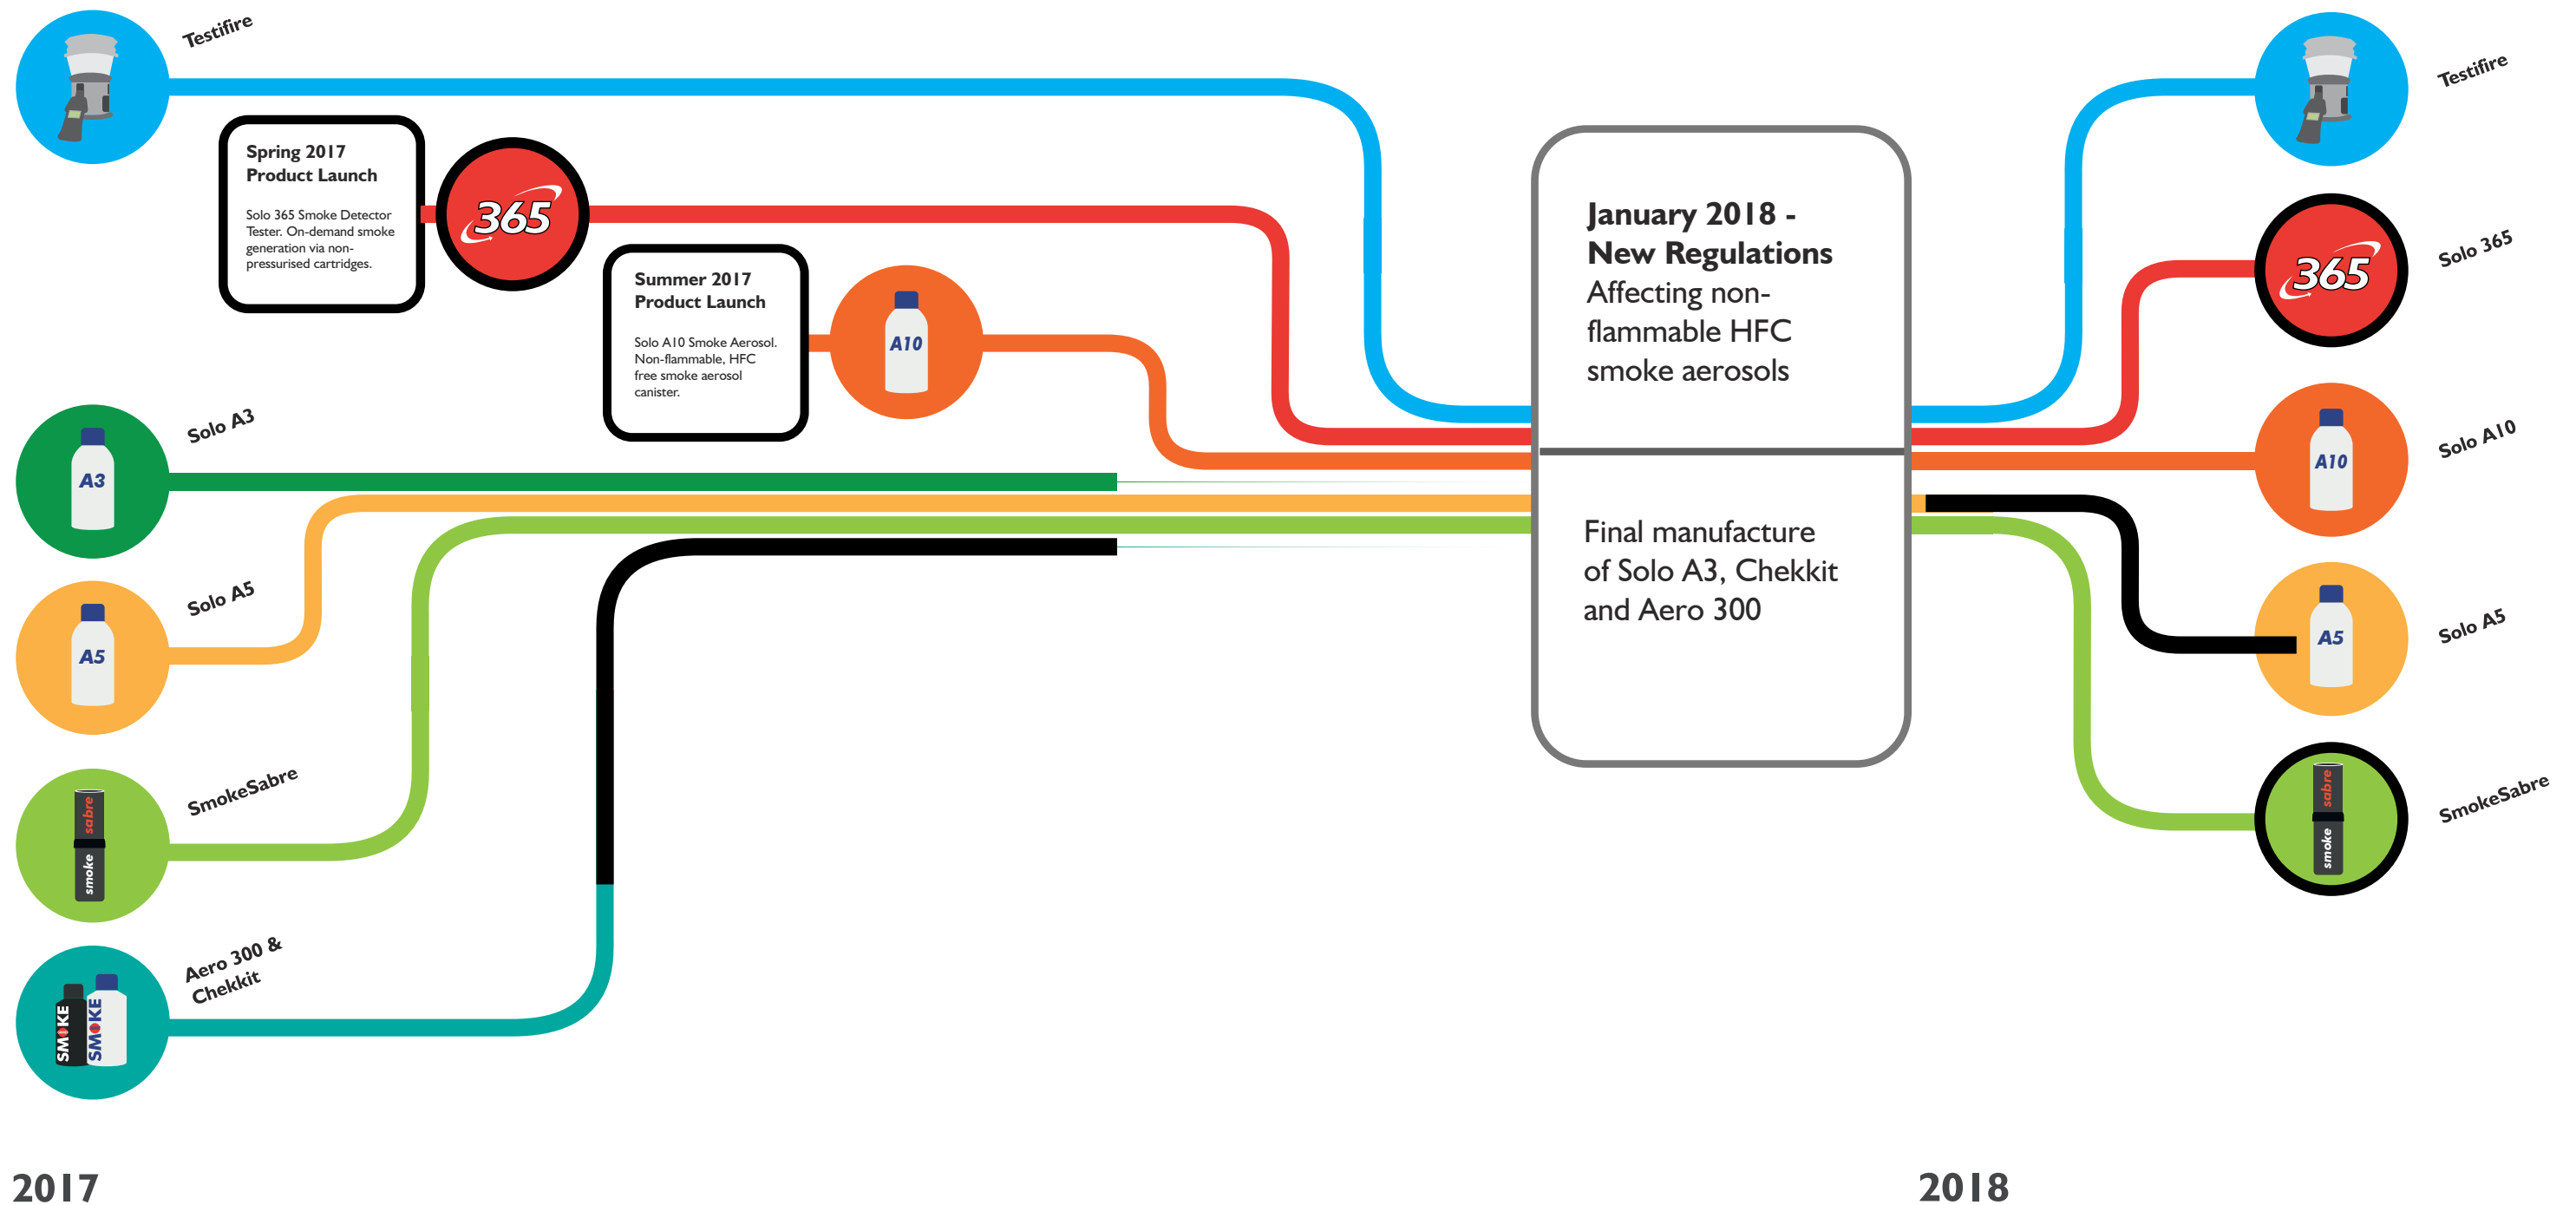 Testifire
Spring 2017
Product Launch
Solo 365 Smoke Detector
Tester. On-demand smoke
generation via non-
pressurised cartridges.
365
Summer 2017
Product Launch
Solo A10 Smoke Aerosol.
Non-flammable, HFC
free smoke aerosol
canister.
A10
Solo A3
A3
Solo A5
A5
SmokeSabre
smoke sabre
Aero 300 &
Chekkit
SMOKE
SMOKE
January 2018 -
New Regulations
Affecting non-
flammable HFC
smoke aerosols
Final manufacture
of Solo A3, Chekkit
and Aero 300
Testifire
365
Solo 365
A10
Solo A10
A5
Solo A5
smoke sabre
SmokeSabre
2017
2018